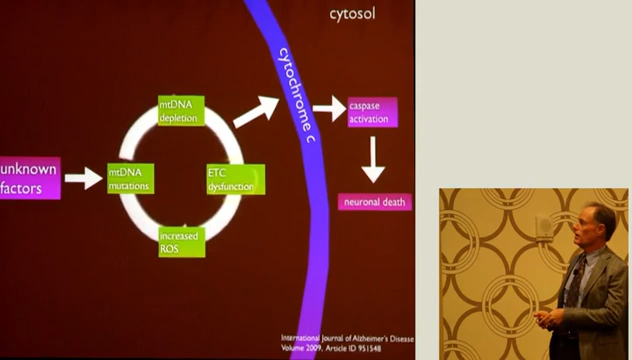 cytosol
cytochrome c
mtDNA
depletion
caspase
activation
unknown
factors
mtDNA
mutations
ETC
dysfunction
neuronal death
increased
ROS
International Journal of Alzheimer's Disease
Volume 2009, Article ID 951548